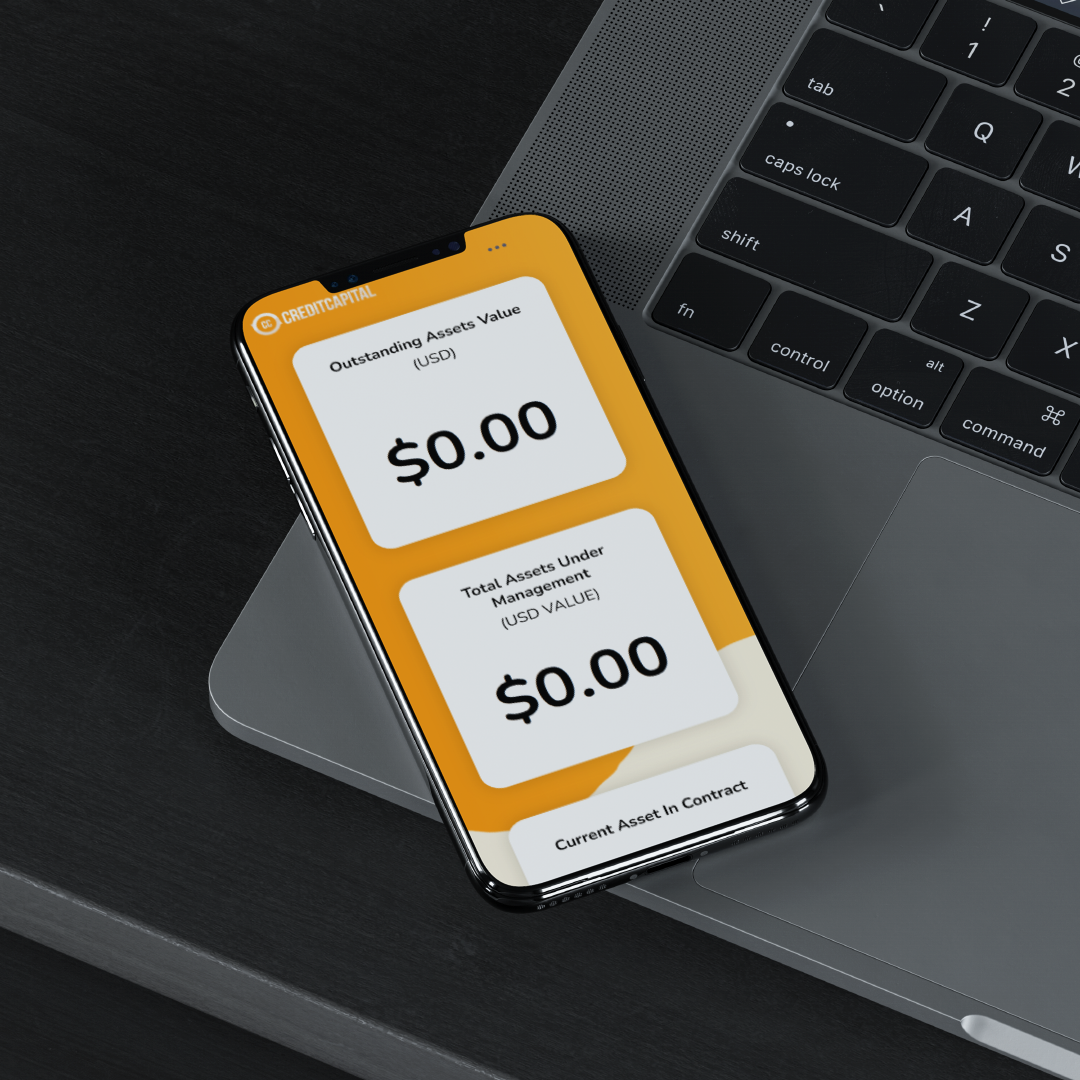 CC CREDITCAPITAL
Outstanding Assets Value
(USD)
$0.00
Total Assets Under
Management
(USD VALUE)
$0.00
Current Asset In Contract
`
!
1
2
tab
Q
W
caps lock
A
S
shift
Z
X
fn
control
alt
option
⌘
command